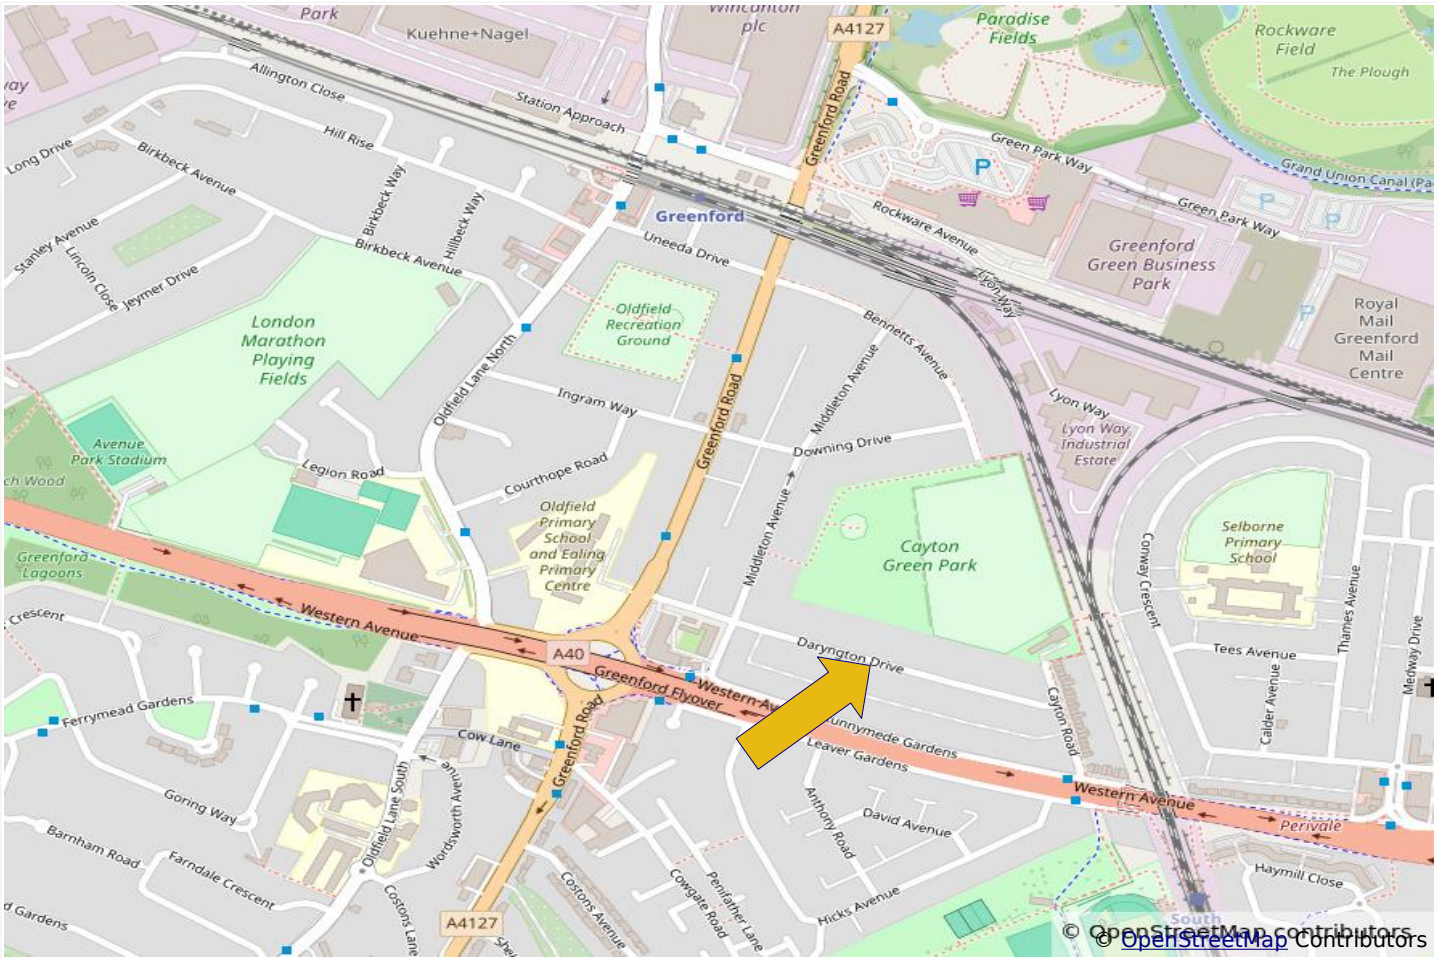 Park
Kuehne+Nagel
Wincanton
plc
A4127
Paradise
Fields
Rockware
Field
The Plough
Allington Close
Station Approach
Greenford Road
Green Park Way
Grand Union Canal (Pa
Long Drive
Hill Rise
Birkbeck Avenue
Birkbeck Way
Hillbeck Way
Greenford
Rockware Avenue
Green Park Way
Stanley Avenue
Lincoln Close
Jeymer Drive
Birkbeck Avenue
Uneeda Drive
Lyon Way
Greenford
Green Business
Park
Royal
Mail
Greenford
Mail
Centre
London
Marathon
Playing
Fields
Oldfield
Recreation
Ground
Bennetts Avenue
Middleton Avenue
Oldfield Lane North
Ingram Way
Greenford Road
Downing Drive
Lyon Way
Lyon Way
Industrial
Estate
Avenue
Park Stadium
ch Wood
Legion Road
Courthope Road
Oldfield
Primary
School
and Ealing
Primary
Centre
Middleton Avenue
Cayton
Green Park
Conway Crescent
Selborne
Primary
School
Thames Avenue
Medway Drive
Greenford
Lagoons
Crescent
Western Avenue
A40
Greenford Flyover
Western Av
Daryngton Drive
Tees Avenue
Calder Avenue
Cayton Road
Ferrymead Gardens
Cow Lane
Greenford Road
unnymede Gardens
Leaver Gardens
Western Avenue
Perivale
Goring Way
Oldfield Lane South
Wordsworth Avenue
Anthony Road
David Avenue
Barnham Road
Farndale Crescent
Costons Lane
Costons Avenue
Cowgate Road
Penifather Lane
Hicks Avenue
Haymill Close
d Gardens
A4127
She
South
© OpenStreetMap contributors
© OpenStreetMap Contributors